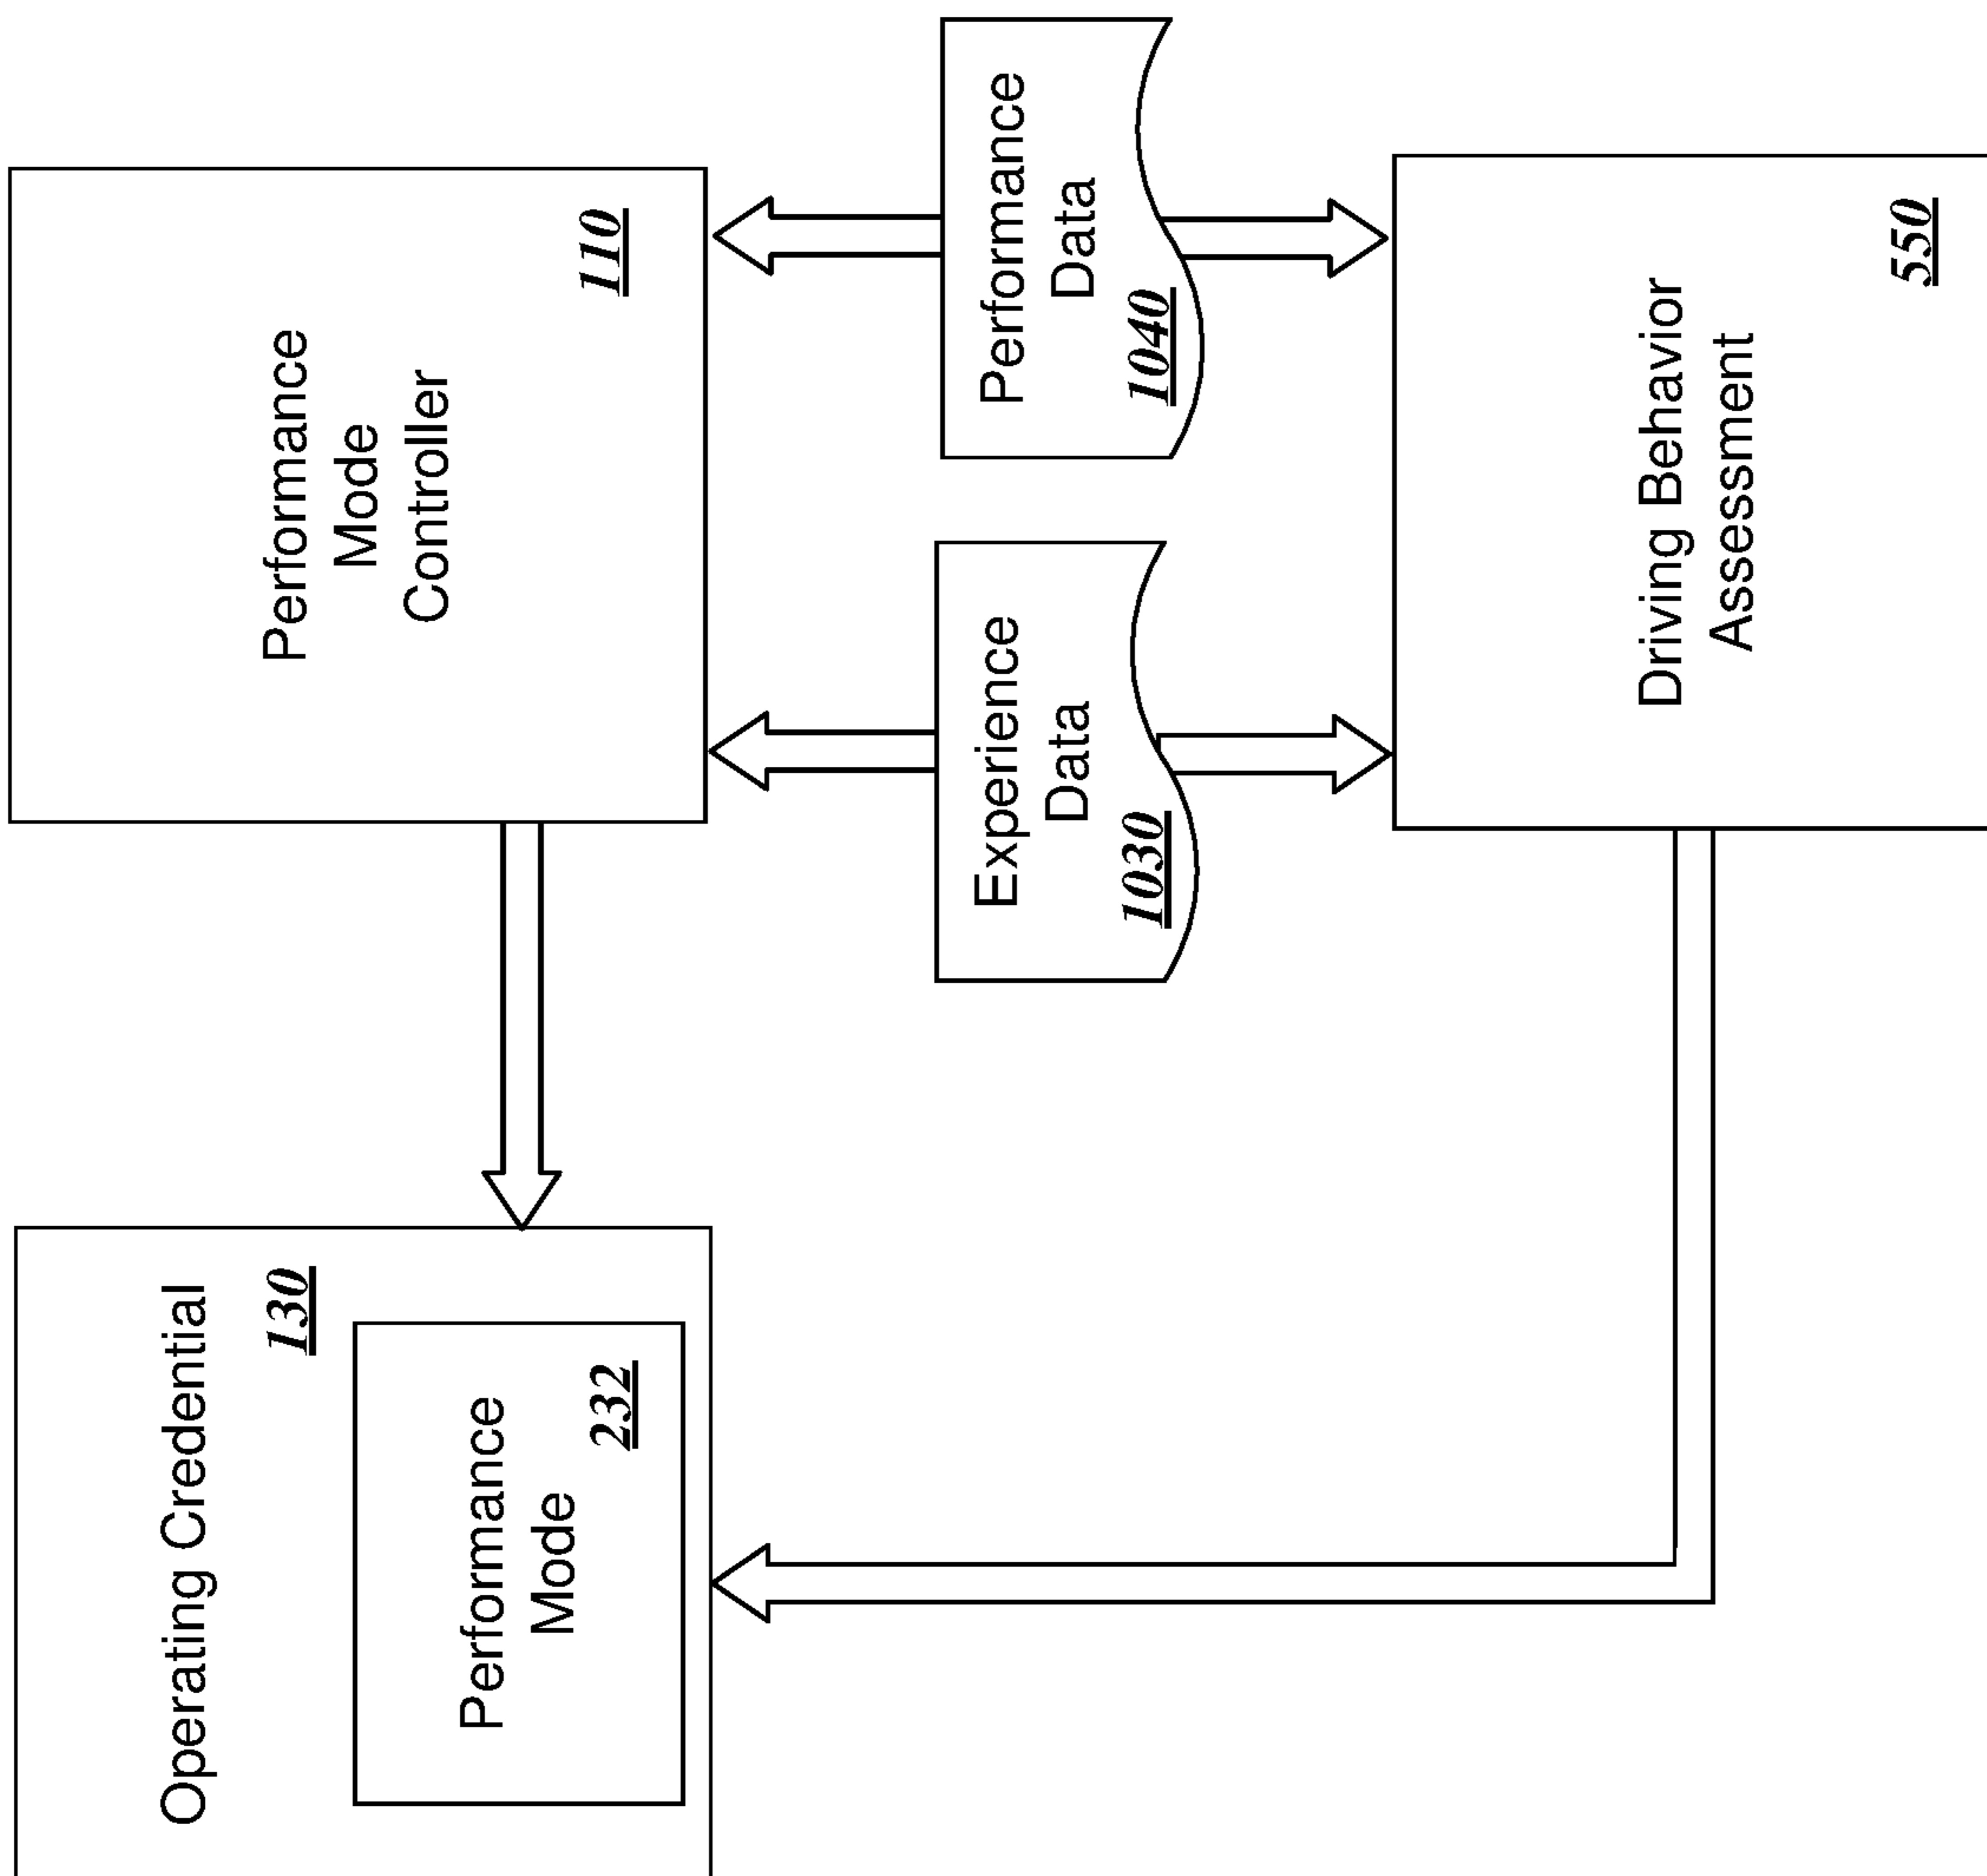 Operating Credential
130
Performance
Mode
232
Performance
Mode
Controller
110
Experience
Data
1030
Performance
Data
1040
Driving Behavior
Assessment
550